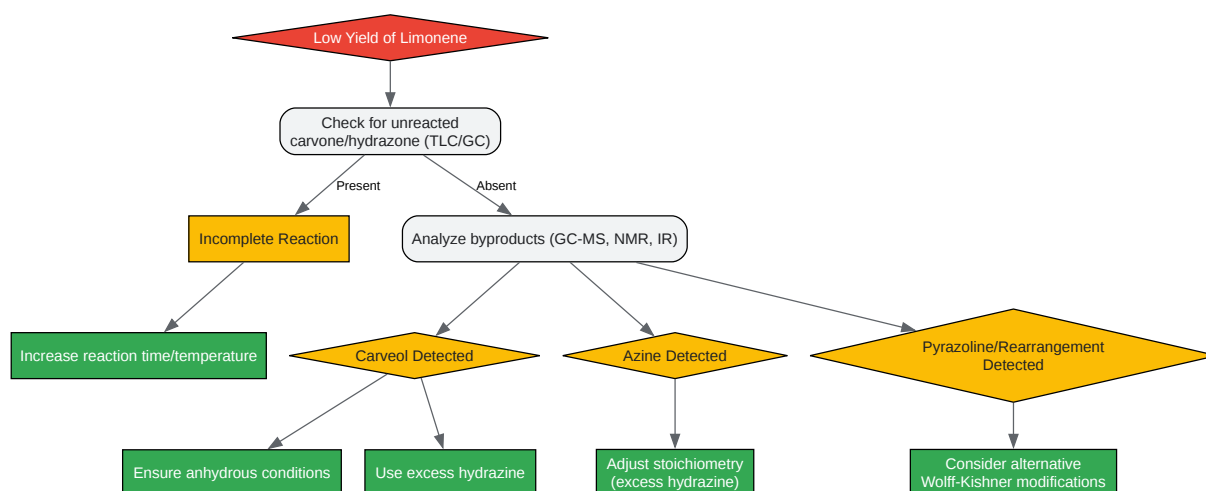 Low Yield of Limonene
Check for unreacted
carvone/hydrazone (TLC/GC)
Present
Absent
Incomplete Reaction
Analyze byproducts (GC-MS, NMR, IR)
Increase reaction time/temperature
Carveol Detected
Azine Detected
Pyrazoline/Rearrangement
Detected
Ensure anhydrous conditions
Use excess hydrazine
Adjust stoichiometry
(excess hydrazine)
Consider alternative
Wolff-Kishner modifications